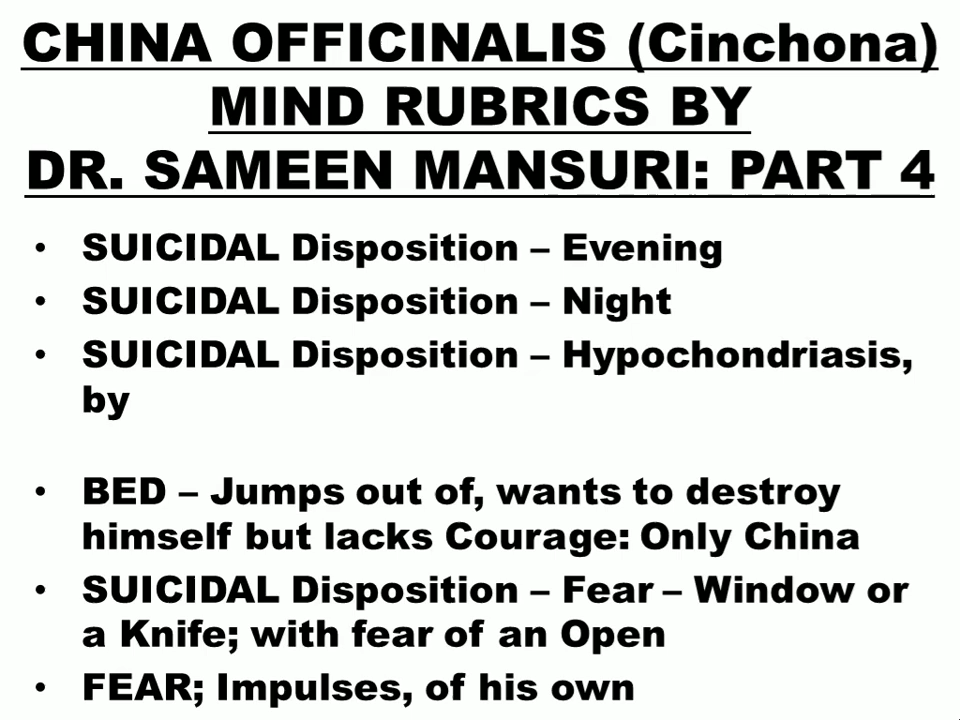 CHINA OFFICINALIS (Cinchona)
MIND RUBRICS BY
DR. SAMEEN MANSURI: PART 4
• SUICIDAL Disposition – Evening
• SUICIDAL Disposition – Night
• SUICIDAL Disposition – Hypochondriasis,
by
• BED – Jumps out of, wants to destroy
himself but lacks Courage: Only China
• SUICIDAL Disposition – Fear – Window or
a Knife; with fear of an Open
• FEAR; Impulses, of his own